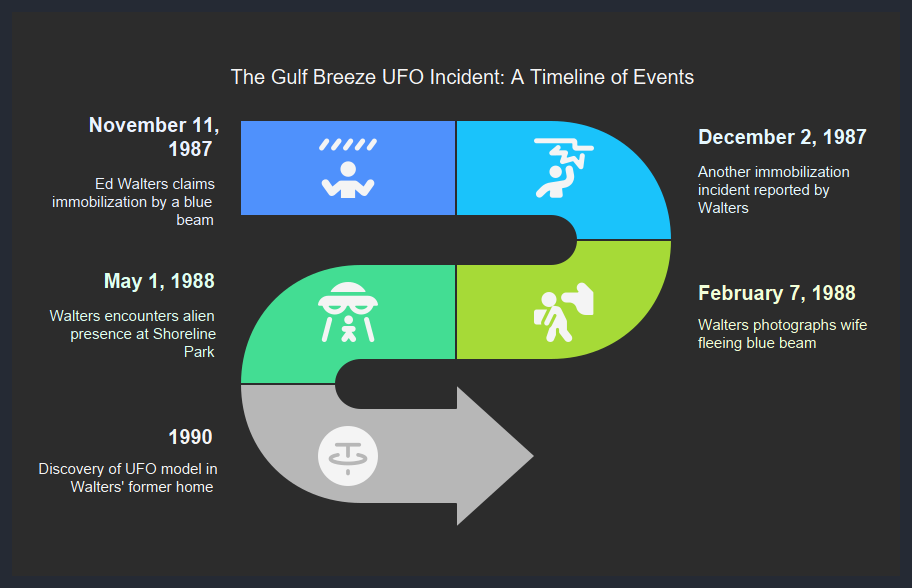 The Gulf Breeze UFO Incident: A Timeline of Events
November 11,
1987
Ed Walters claims
immobilization by a blue
beam
December 2, 1987
Another immobilization
incident reported by
Walters
February 7, 1988
Walters photographs wife
fleeing blue beam
May 1, 1988
Walters encounters alien
presence at Shoreline
Park
1990
Discovery of UFO model in
Walters' former home